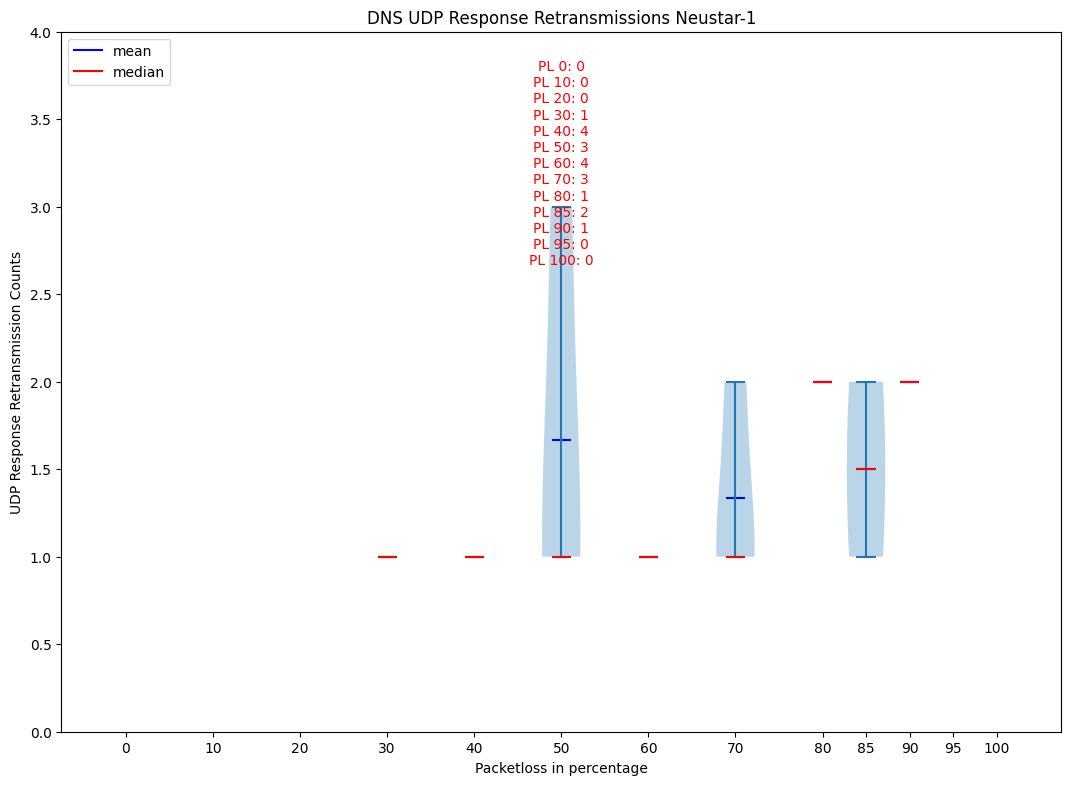 DNS UDP Response Retransmissions Neustar-1
mean
median
PL 0: 0
PL 10: 0
PL 20: 0
PL 30: 1
PL 40: 4
PL 50: 3
PL 60: 4
PL 70: 3
PL 80: 1
PL 85: 2
PL 90: 1
PL 95: 0
PL 100: 0
UDP Response Retransmission Counts
4.0
3.5
3.0
2.5
2.0
1.5
1.0
0.5
0.0
0 10 20 30 40 50 60 70 80 85 90 95 100
Packetloss in percentage